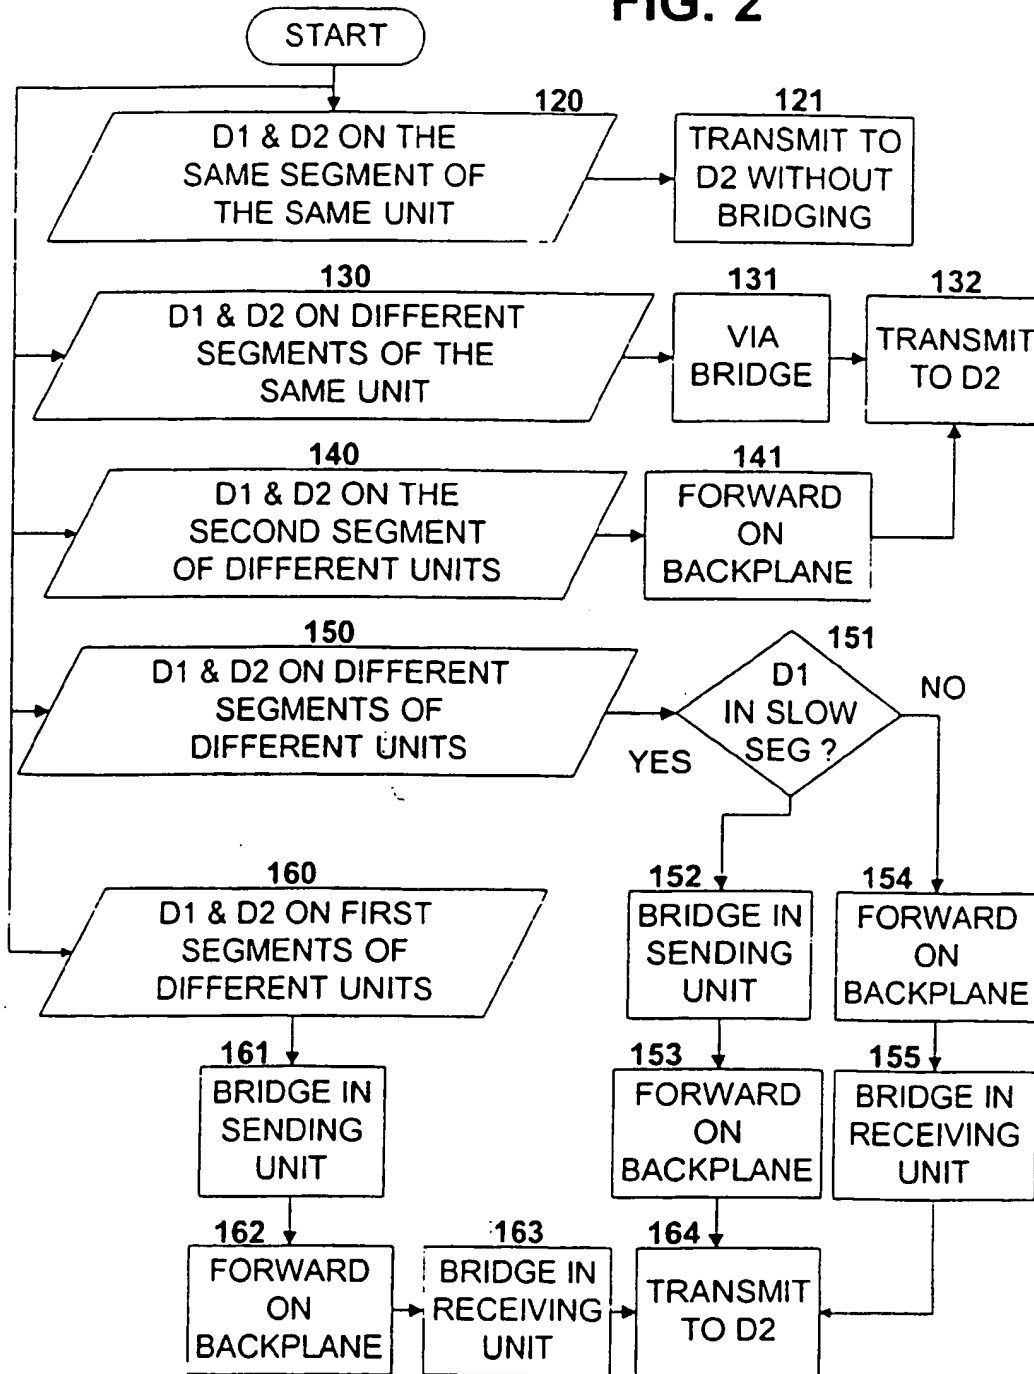 FIG. 2
START
120
D1 & D2 ON THE
SAME SEGMENT OF
THE SAME UNIT
121
TRANSMIT TO
D2 WITHOUT
BRIDGING
130
D1 & D2 ON DIFFERENT
SEGMENTS OF THE
SAME UNIT
131
VIA
BRIDGE
132
TRANSMIT
TO D2
140
D1 & D2 ON THE
SECOND SEGMENT
OF DIFFERENT UNITS
141
FORWARD
ON
BACKPLANE
150
D1 & D2 ON DIFFERENT
SEGMENTS OF
DIFFERENT UNITS
151
D1
IN SLOW
SEG ?
YES
NO
152
BRIDGE IN
SENDING
UNIT
153
FORWARD
ON
BACKPLANE
154
FORWARD
ON
BACKPLANE
155
BRIDGE IN
RECEIVING
UNIT
160
D1 & D2 ON FIRST
SEGMENTS OF
DIFFERENT UNITS
161
BRIDGE IN
SENDING
UNIT
162
FORWARD
ON
BACKPLANE
163
BRIDGE IN
RECEIVING
UNIT
164
TRANSMIT
TO D2